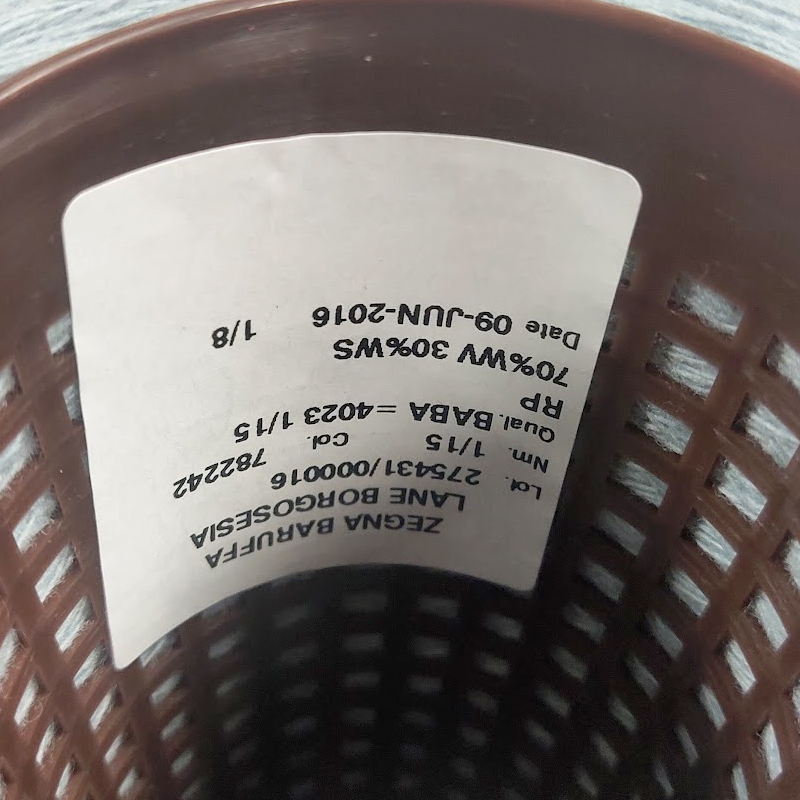 ZEGNA BARUFFA
LANE BORGOSESIA
Lot. 275431/000016
Nm. 1/15 Col. 782242
Qual. BABA =4023 1/15
RP
70%WV 30%WS
Date 09-JUN-2016 1/8